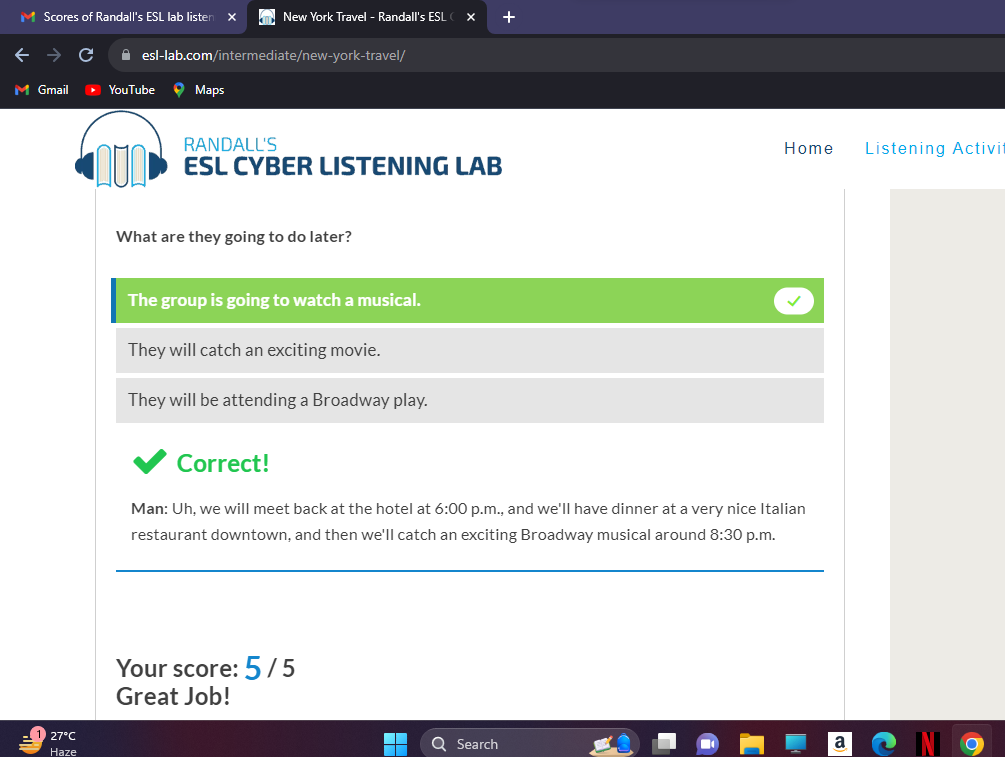 Scores of Randall's ESL lab listen
New York Travel - Randall's ESL
esl-lab.com/intermediate/new-york-travel/
Gmail
YouTube
Maps
RANDALL'S
ESL CYBER LISTENING LAB
Home
Listening Activit
What are they going to do later?
The group is going to watch a musical.
They will catch an exciting movie.
They will be attending a Broadway play.
Correct!
Man: Uh, we will meet back at the hotel at 6:00 p.m., and we'll have dinner at a very nice Italian
restaurant downtown, and then we'll catch an exciting Broadway musical around 8:30 p.m.
Your score: 5 / 5
Great Job!
1
27°C
Haze
Search
a
N